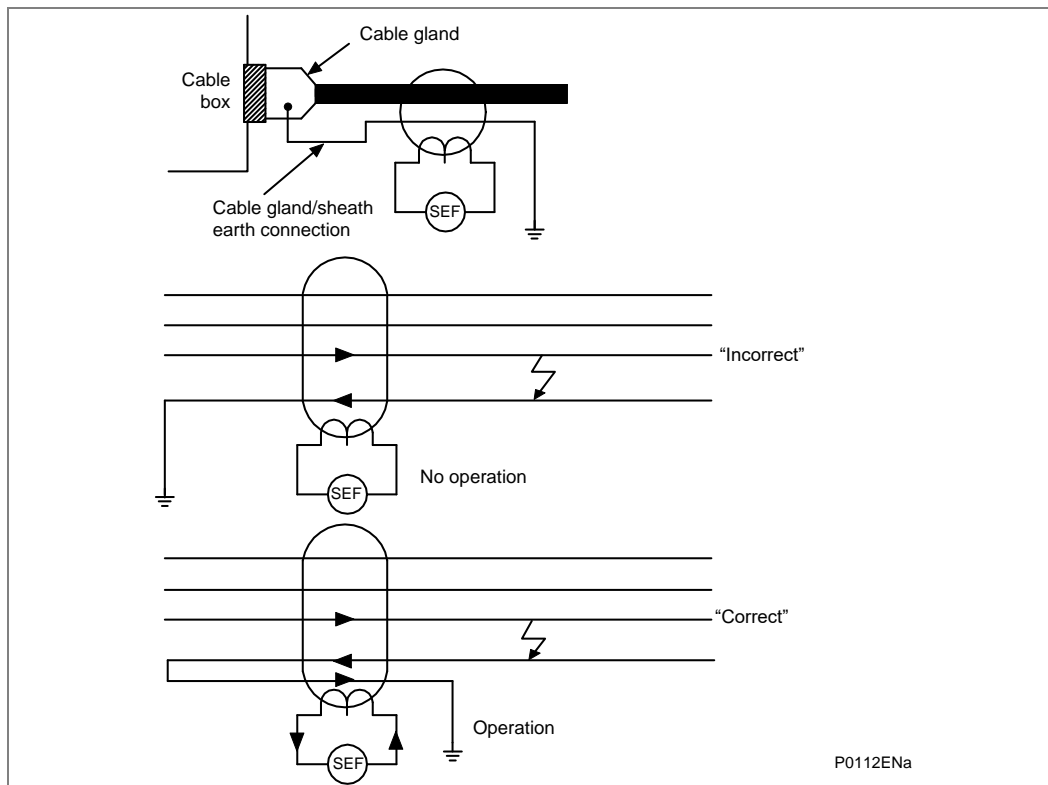 Cable gland
Cable
box
Cable gland/sheath
earth connection
SEF
“Incorrect”
No operation
SEF
“Correct”
Operation
SEF
P0112ENa